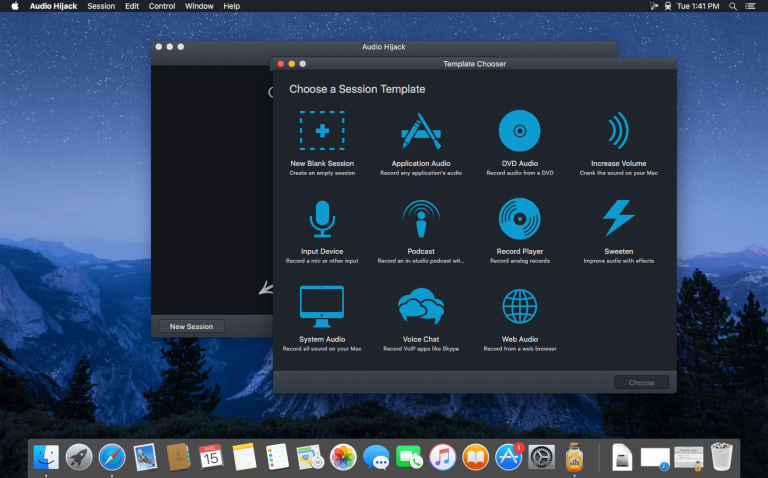 Audio Hijack Session Edit Control Window Help Tue 1:41 PM
Audio Hijack
Template Chooser
Choose a Session Template
New Blank Session
Create an empty session
Application Audio
Record any application's audio
DVD Audio
Record audio from a DVD
Increase Volume
Crank the sound on your Mac
Input Device
Record a mic or other input
Podcast
Record an in-studio podcast wit...
Record Player
Record analog records
Sweeten
Improve audio with effects
System Audio
Record all sound on your Mac
Voice Chat
Record VoIP apps like Skype
Web Audio
Record from a web browser
New Session
Choose
AUG
15
1